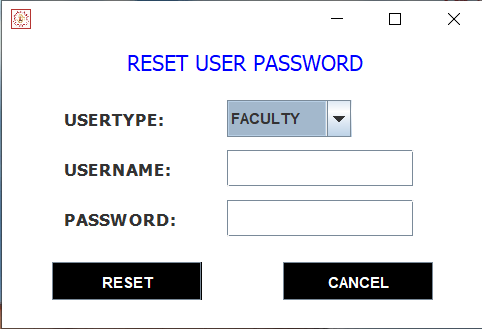 RESET USER PASSWORD
USERTYPE: FACULTY
USERNAME:
PASSWORD:
RESET CANCEL